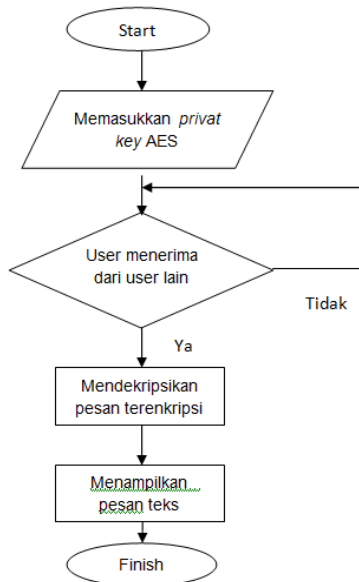 Start
Memasukkan privat
key AES
User menerima
dari user lain
Tidak
Ya
Mendekripsikan
pesan terenkripsi
Menampilkan
pesan teks
Finish